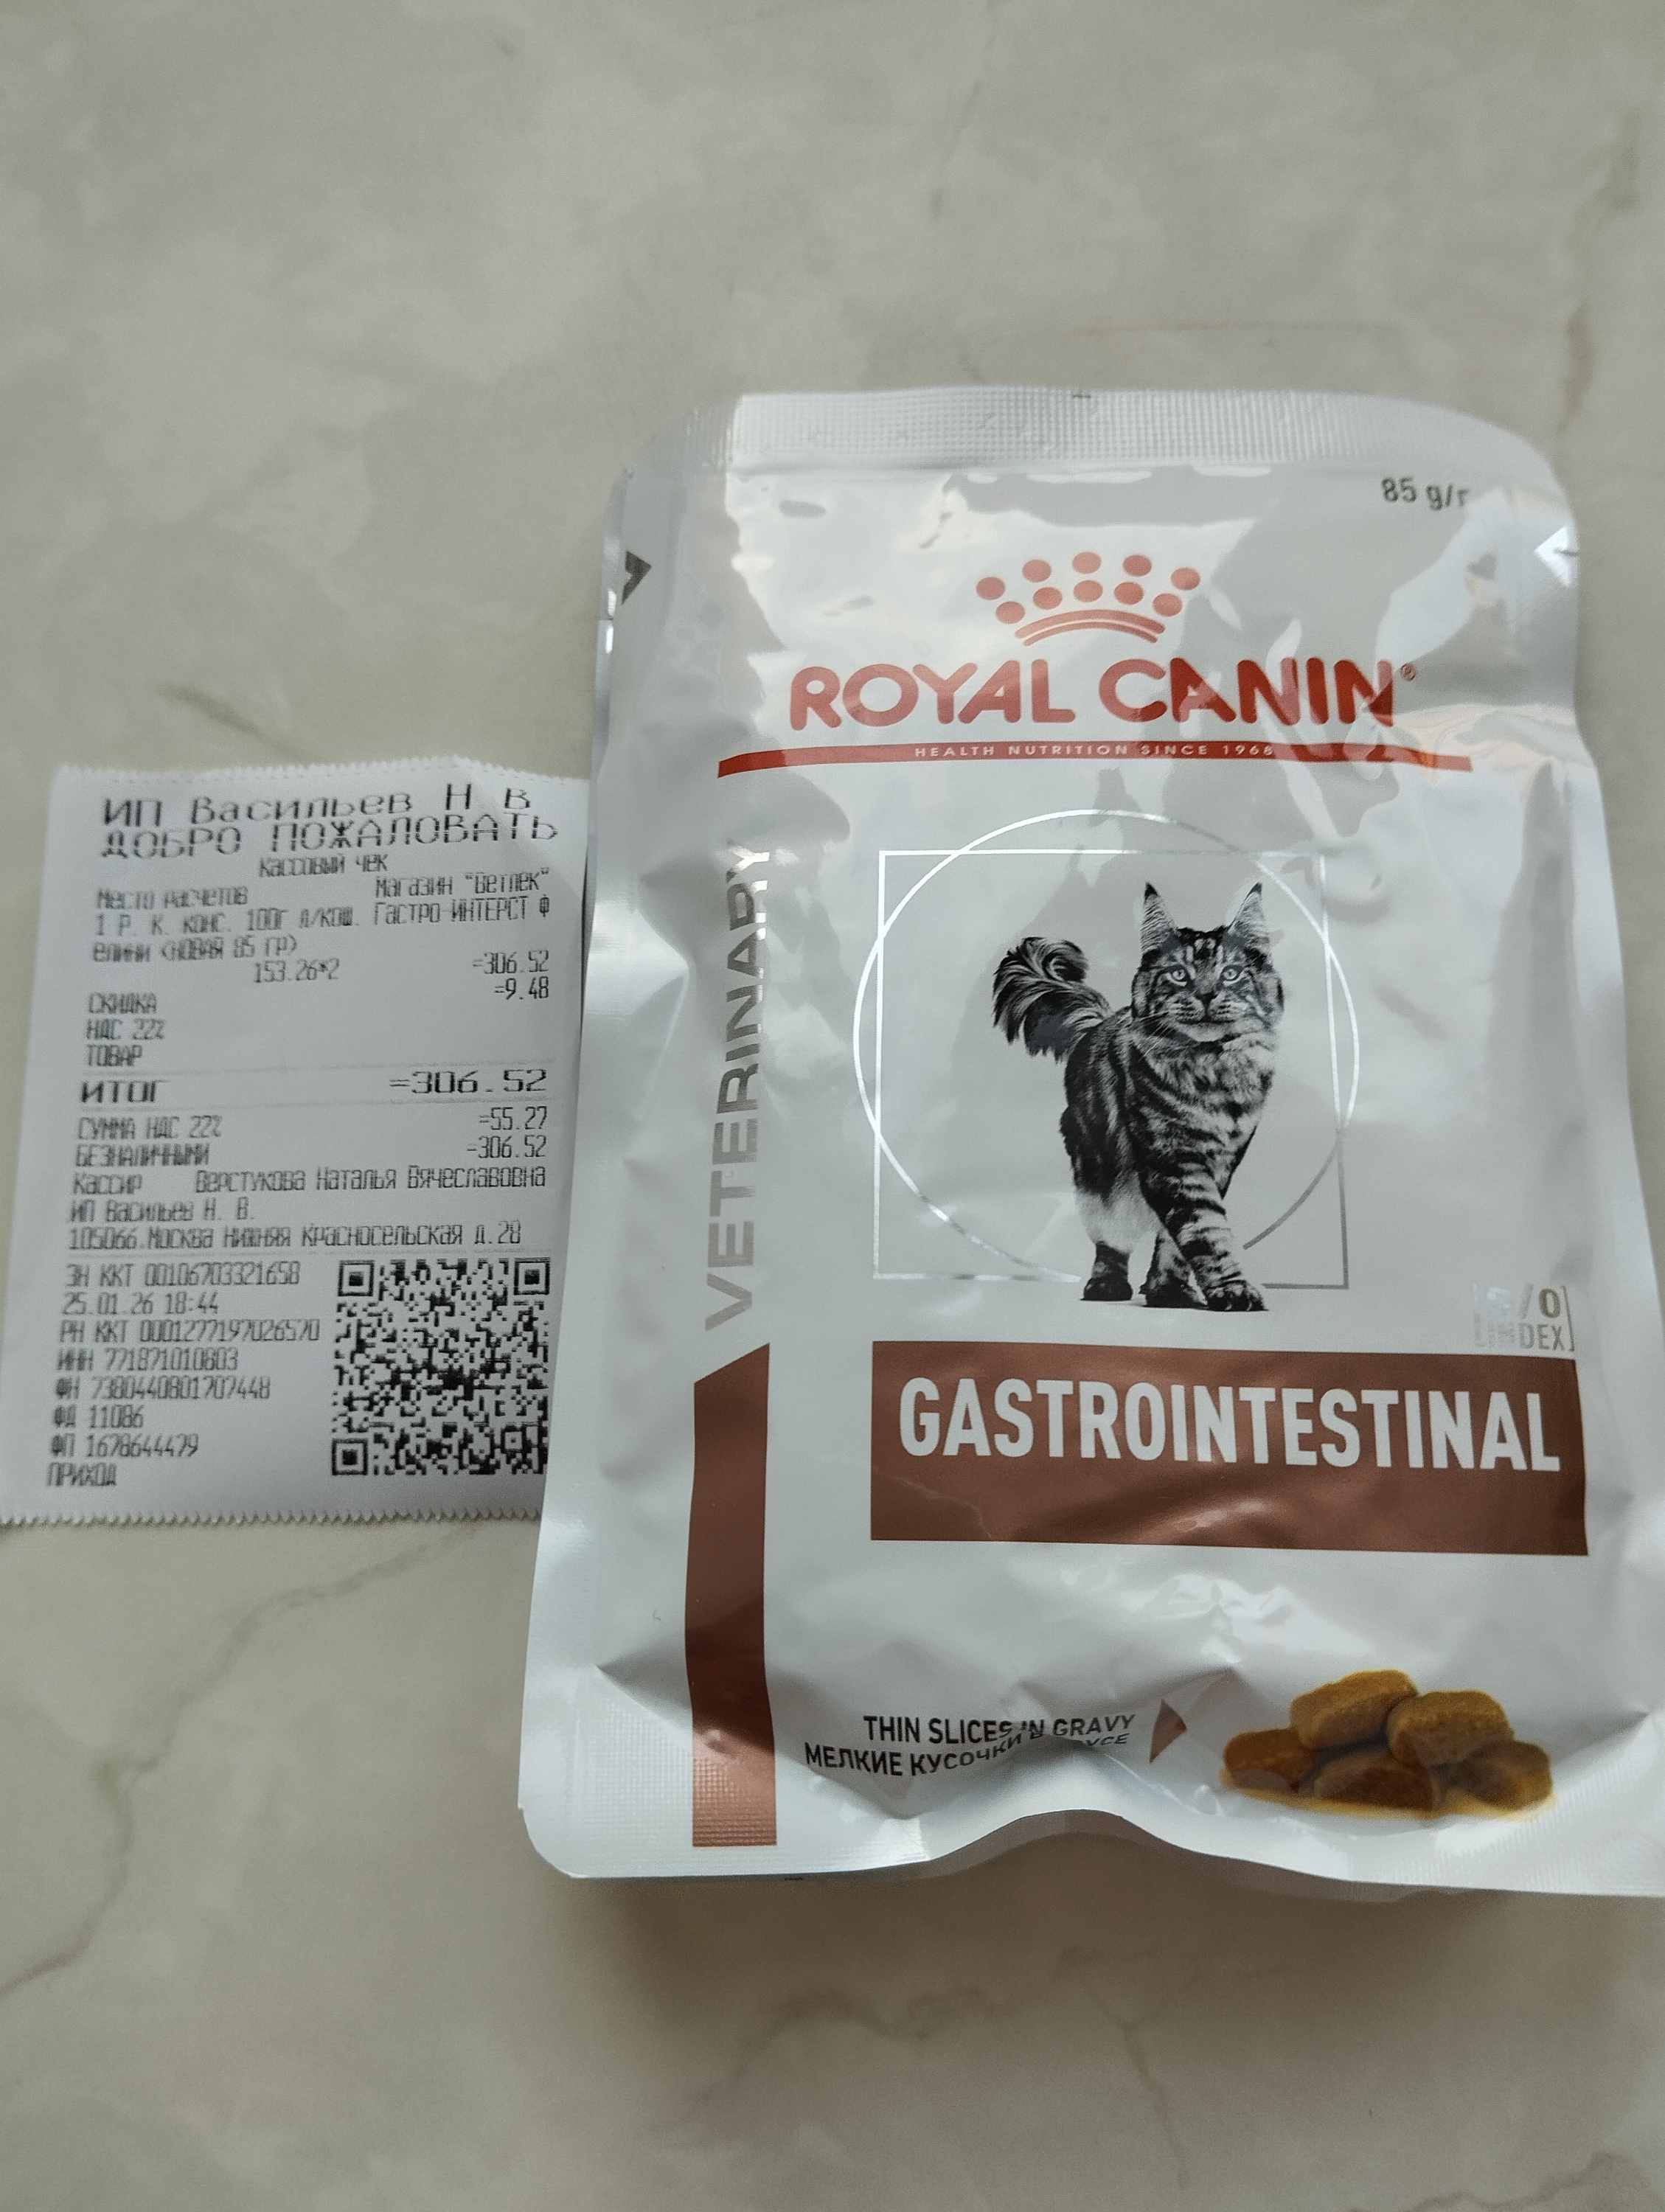 ИП Васильев Н В
ДОБРО ПОЖАЛОВАТЬ
КАССОВЫЙ ЧЕК
Место расчетов Магазин "Ветлек"
1 Р. К. конс. 100г д/кош. Гастро-ИНТЕРСТ Ф
елини (НОВАЯ 85 ГР)
153.26*2 =306.52
СКИДКА =9.48
НДС 22%
ТОВАР
ИТОГ =306.52
СУММА НДС 22% =55.27
БЕЗНАЛИЧНЫМИ =306.52
Кассир Верстукова Наталья Вячеславовна
ИП Васильев Н. В.
105066.Москва Нижняя Красносельская д.28
ЗН ККТ 00106703321658
25.01.26 18:44
РН ККТ 0001277197026570
ИНН 771871010803
ФН 7380440801707448
ФД 11086
ФП 1678644479
ПРИХОД
85 g/г
ROYAL CANIN®
HEALTH NUTRITION SINCE 1968
VETERINARY
/O
INDEX
GASTROINTESTINAL
THIN SLICES IN GRAVY
МЕЛКИЕ КУСОЧКИ В СОУСЕ